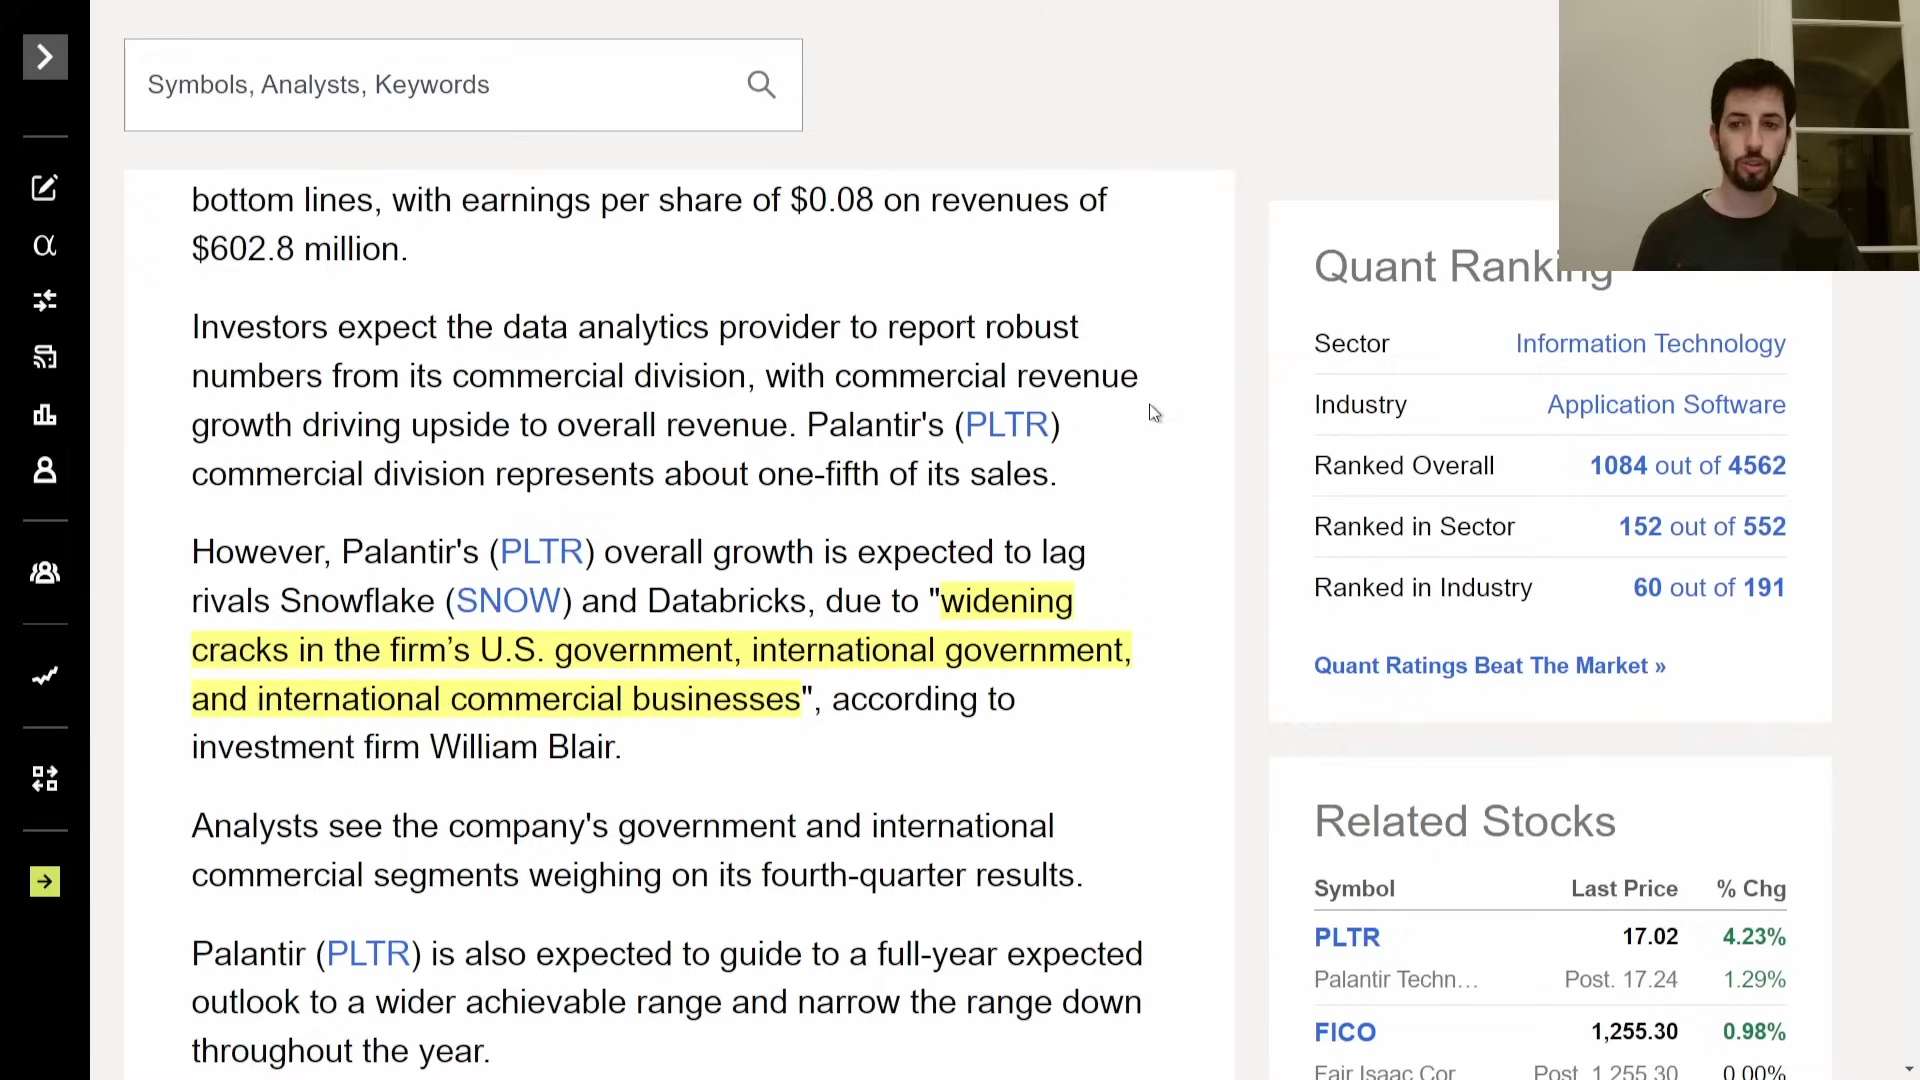 Symbols, Analysts, Keywords
bottom lines, with earnings per share of $0.08 on revenues of
$602.8 million.
Investors expect the data analytics provider to report robust
numbers from its commercial division, with commercial revenue
growth driving upside to overall revenue. Palantir's (PLTR)
commercial division represents about one-fifth of its sales.
However, Palantir's (PLTR) overall growth is expected to lag
rivals Snowflake (SNOW) and Databricks, due to "widening
cracks in the firm’s U.S. government, international government,
and international commercial businesses", according to
investment firm William Blair.
Analysts see the company's government and international
commercial segments weighing on its fourth-quarter results.
Palantir (PLTR) is also expected to guide to a full-year expected
outlook to a wider achievable range and narrow the range down
throughout the year.
Quant Ranking
Sector Information Technology
Industry Application Software
Ranked Overall 1084 out of 4562
Ranked in Sector 152 out of 552
Ranked in Industry 60 out of 191
Quant Ratings Beat The Market »
Related Stocks
Symbol Last Price % Chg
PLTR 17.02 4.23%
Palantir Techn… Post. 17.24 1.29%
FICO 1,255.30 0.98%
Fair Isaac Cor Post. 1,255.30 0.00%